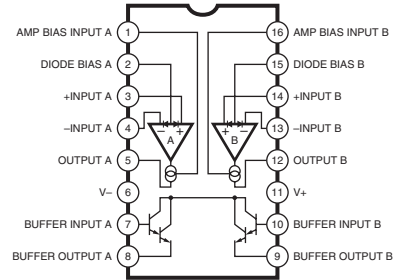 AMP BIAS INPUT A 1 16 AMP BIAS INPUT B
DIODE BIAS A 2 15 DIODE BIAS B
+INPUT A 3 14 +INPUT B
–INPUT A 4 13 –INPUT B
– + + –
A B
OUTPUT A 5 12 OUTPUT B
V– 6 11 V+
BUFFER INPUT A 7 10 BUFFER INPUT B
BUFFER OUTPUT A 8 9 BUFFER OUTPUT B